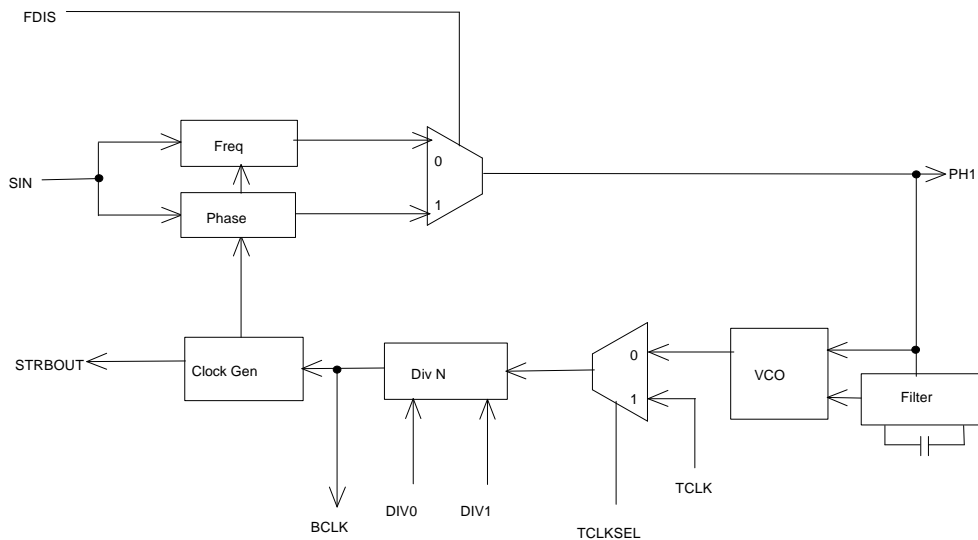 FDIS
Freq
0
SIN
PH1
1
Phase
STRBOUT
Clock Gen
Div N
0
1
VCO
Filter
TCLK
BCLK
DIV0
DIV1
TCLKSEL